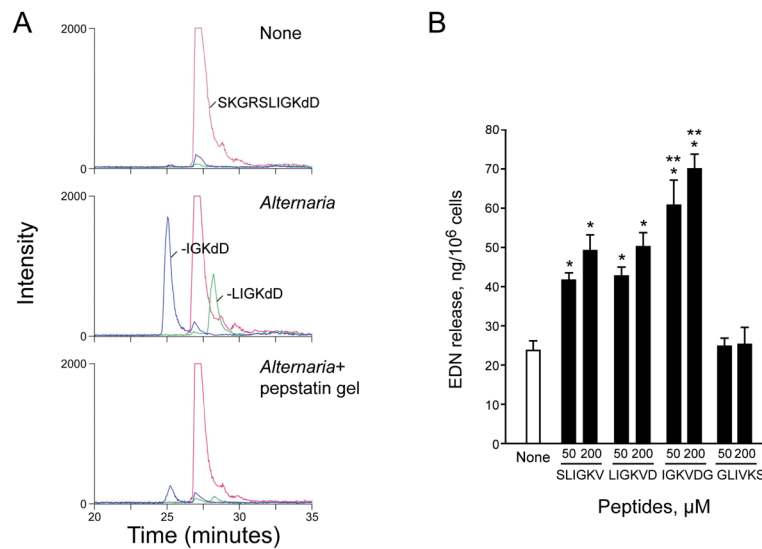 A
None
2000
SKGRSLIGKdD
0
Alternaria
2000
-IGKdD
-LIGKdD
Intensity
0
Alternaria+
pepstatin gel
2000
0
20 25 30 35
Time (minutes)
B
80
70
60
50
40
30
20
10
0
EDN release, ng/10⁶ cells
* * * * ** * ** *
None
50 200 50 200 50 200 50 200
SLIGKV LIGKVD IGKVDG GLIVKS
Peptides, µM